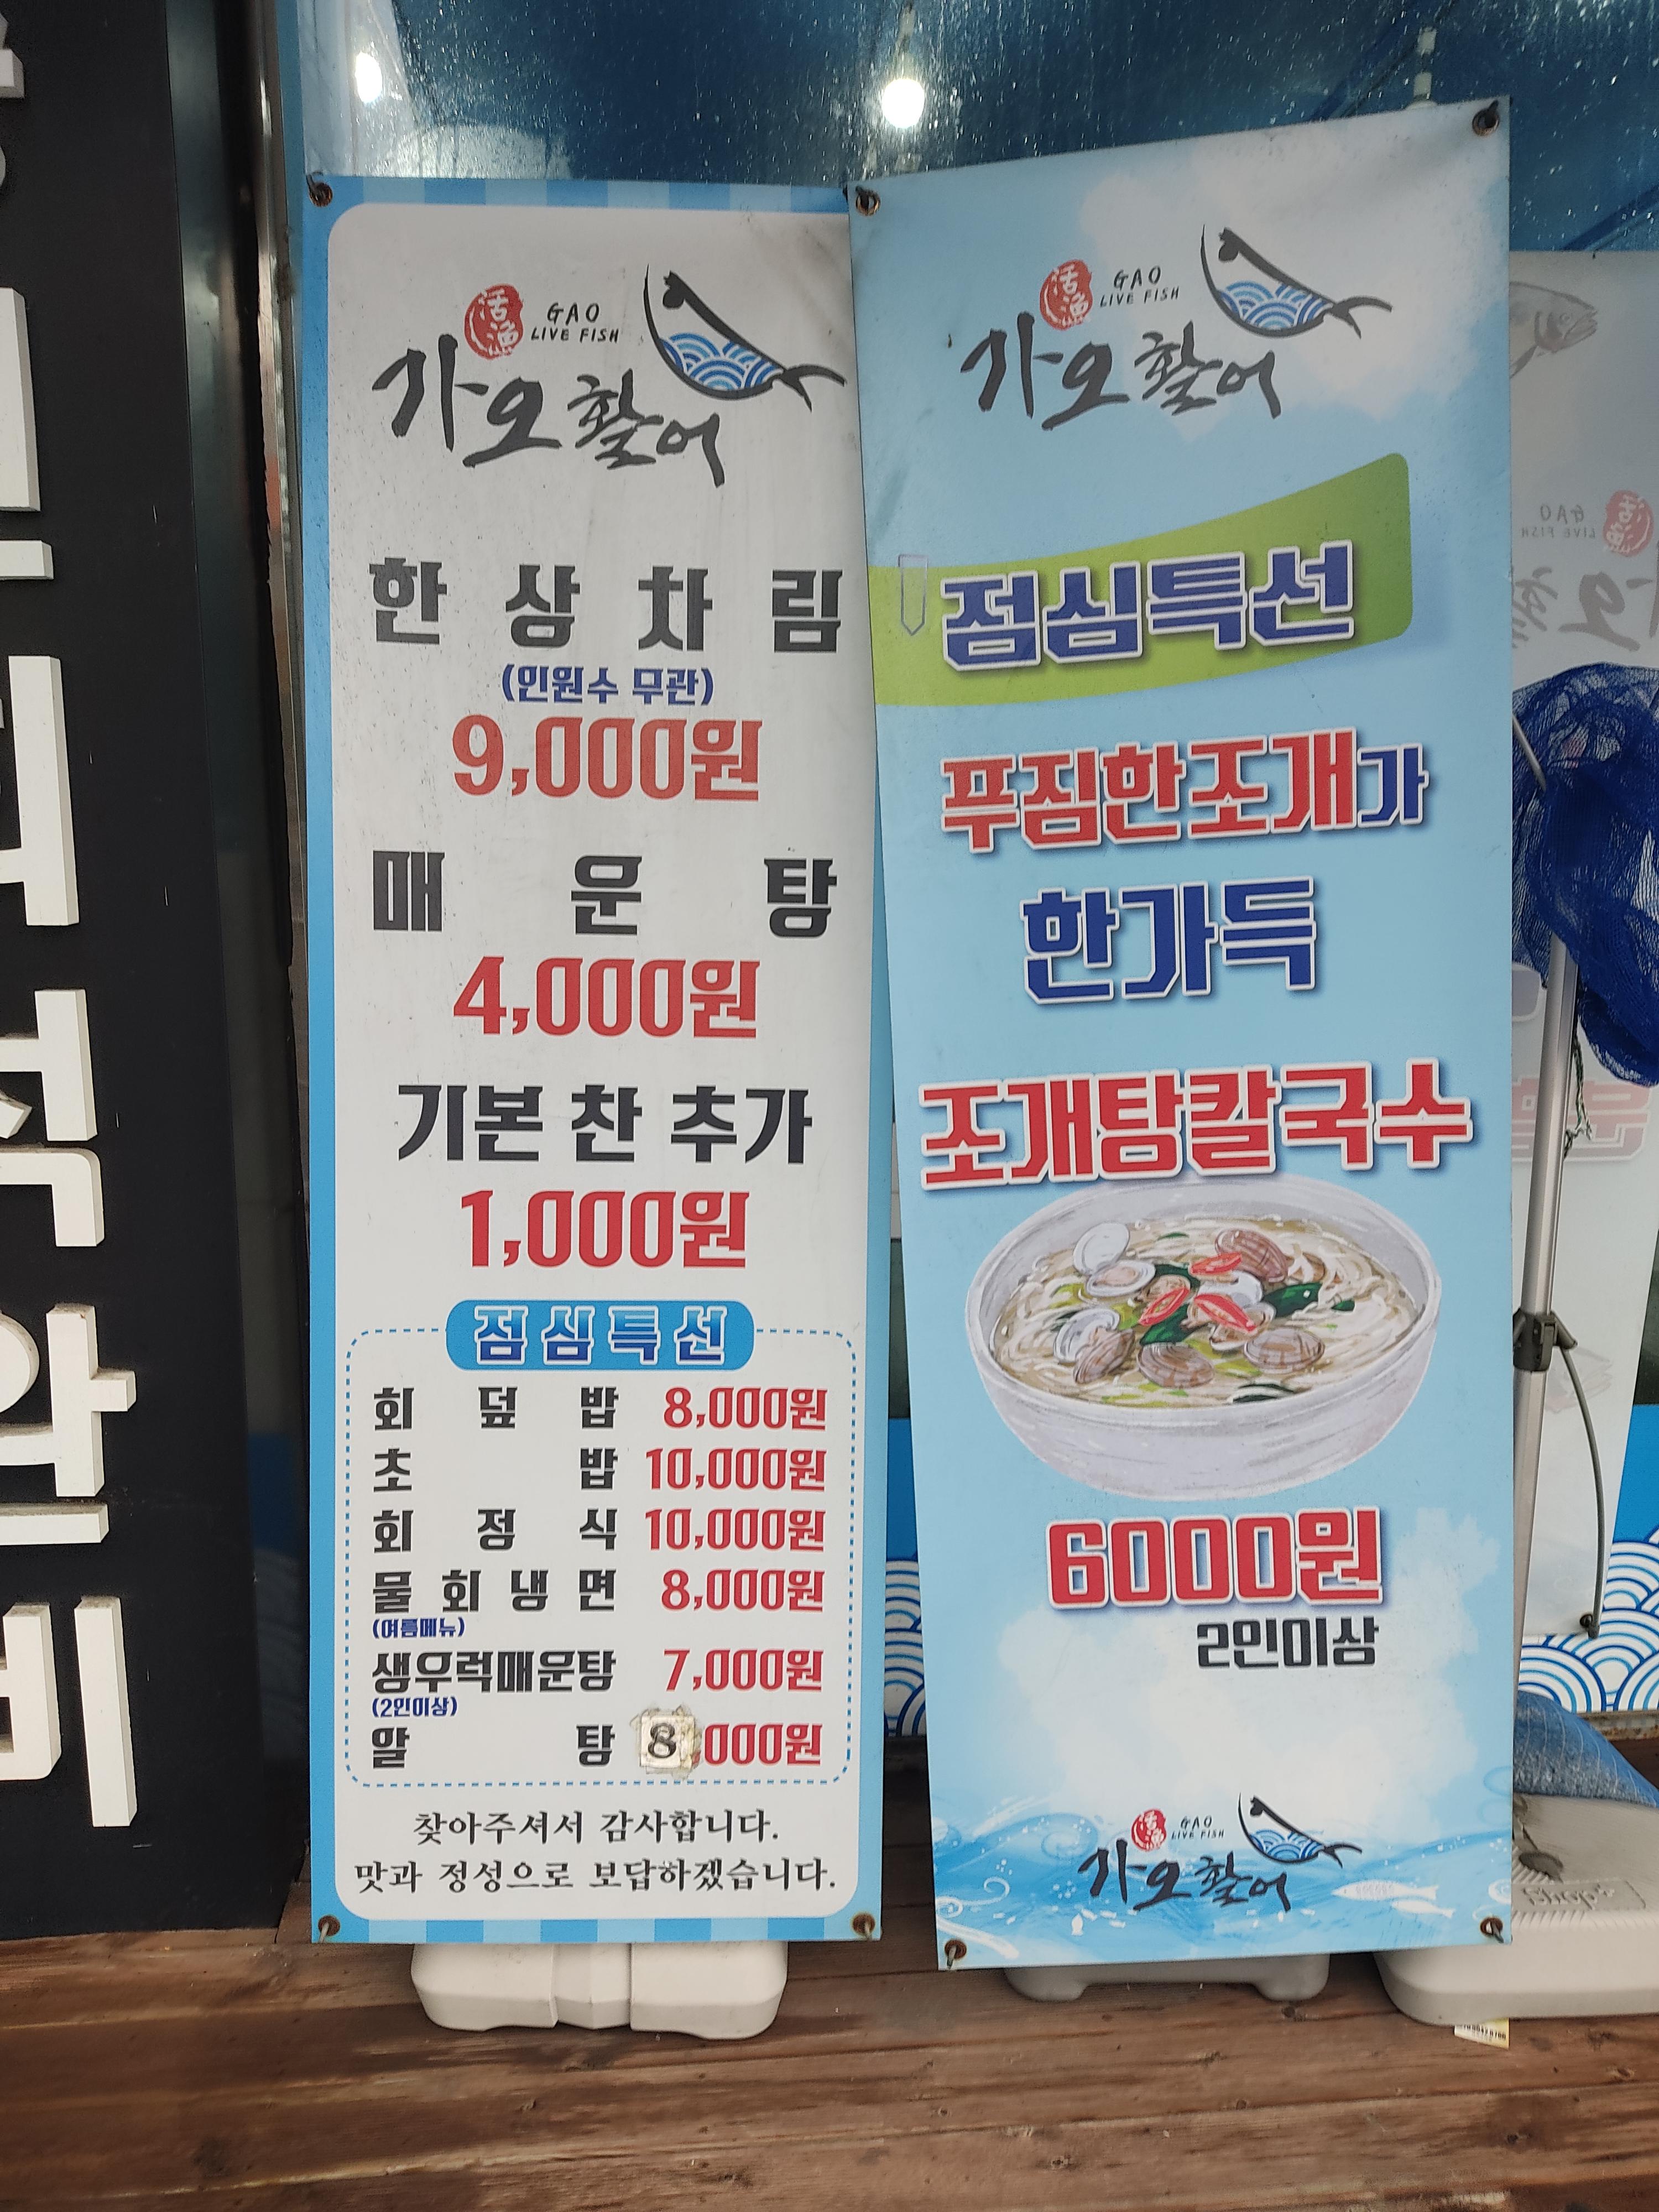 活漁
GAO
LIVE FISH
가오활어
한상차림
(인원수 무관)
9,000원
매운탕
4,000원
기본 찬 추가
1,000원
점심특선
회덮밥 8,000원
초밥 10,000원
회정식 10,000원
물회냉면 8,000원
(여름메뉴)
생우럭매운탕 7,000원
(2인이상)
알탕 8,000원
찾아주셔서 감사합니다.
맛과 정성으로 보답하겠습니다.
活漁
GAO
LIVE FISH
가오활어
점심특선
푸짐한조개가
한가득
조개탕칼국수
6000원
2인이상
活漁
GAO
LIVE FISH
가오활어